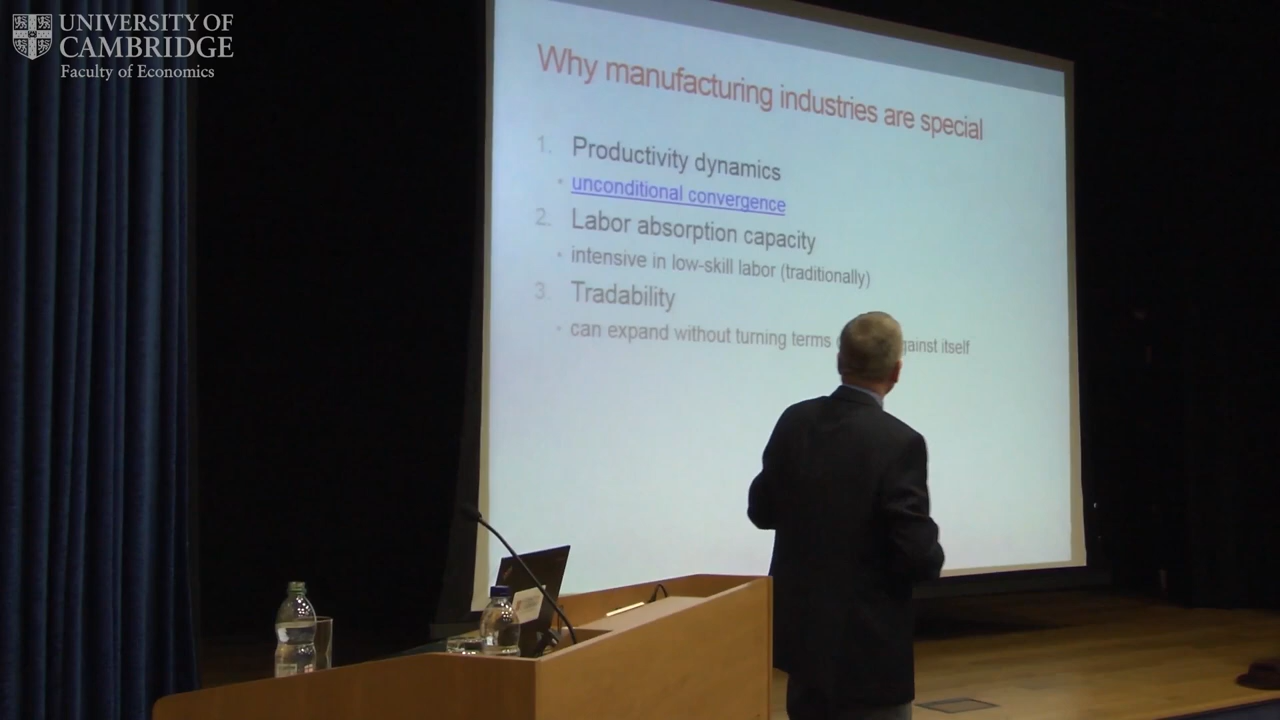 UNIVERSITY OF
CAMBRIDGE
Faculty of Economics
Why manufacturing industries are special
1. Productivity dynamics
• unconditional convergence
2. Labor absorption capacity
• intensive in low-skill labor (traditionally)
3. Tradability
• can expand without turning terms itself